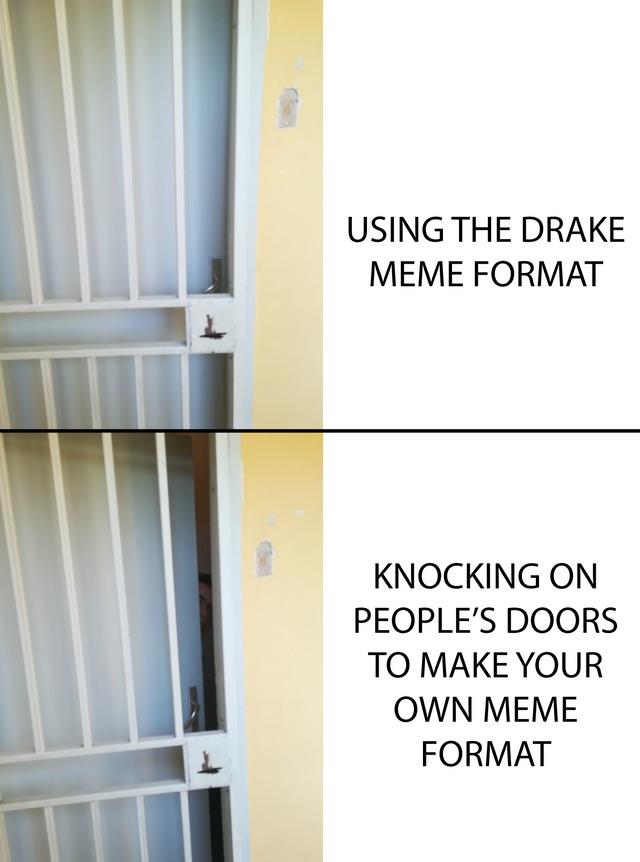 USING THE DRAKE
MEME FORMAT
KNOCKING ON
PEOPLE'S DOORS
TO MAKE YOUR
OWN MEME
FORMAT